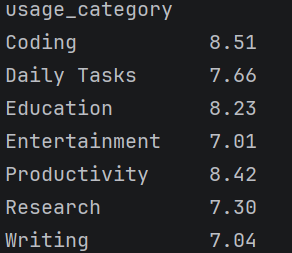 usage_category
Coding 8.51
Daily Tasks 7.66
Education 8.23
Entertainment 7.01
Productivity 8.42
Research 7.30
Writing 7.04